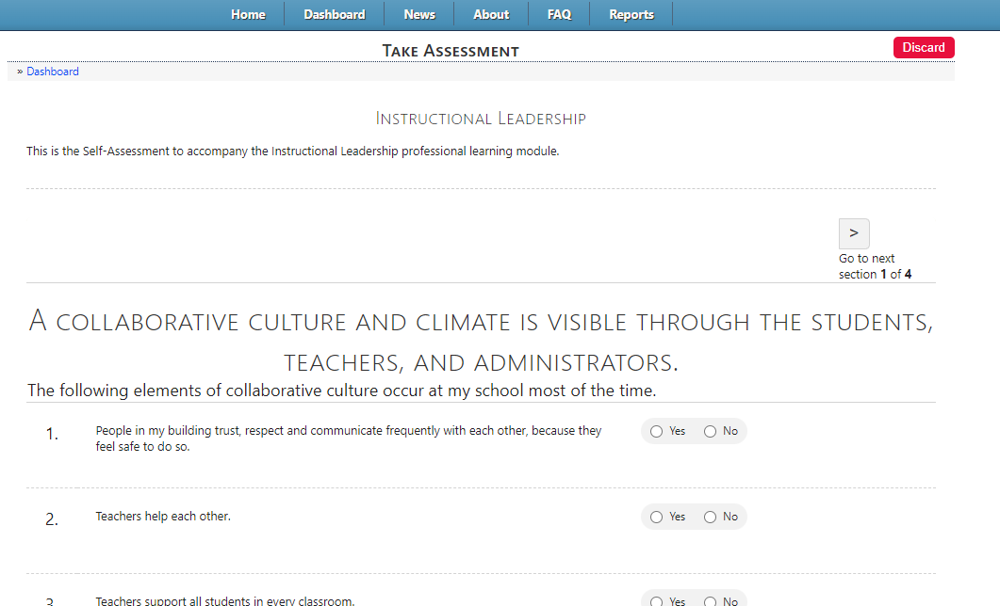 Home Dashboard News About FAQ Reports
Take Assessment Discard
» Dashboard
Instructional Leadership
This is the Self-Assessment to accompany the Instructional Leadership professional learning module.
>
Go to next
section 1 of 4
A collaborative culture and climate is visible through the students,
teachers, and administrators.
The following elements of collaborative culture occur at my school most of the time.
1. People in my building trust, respect and communicate frequently with each other, because they Yes No
feel safe to do so.
2. Teachers help each other. Yes No
3. Teachers support all students in every classroom. Yes No